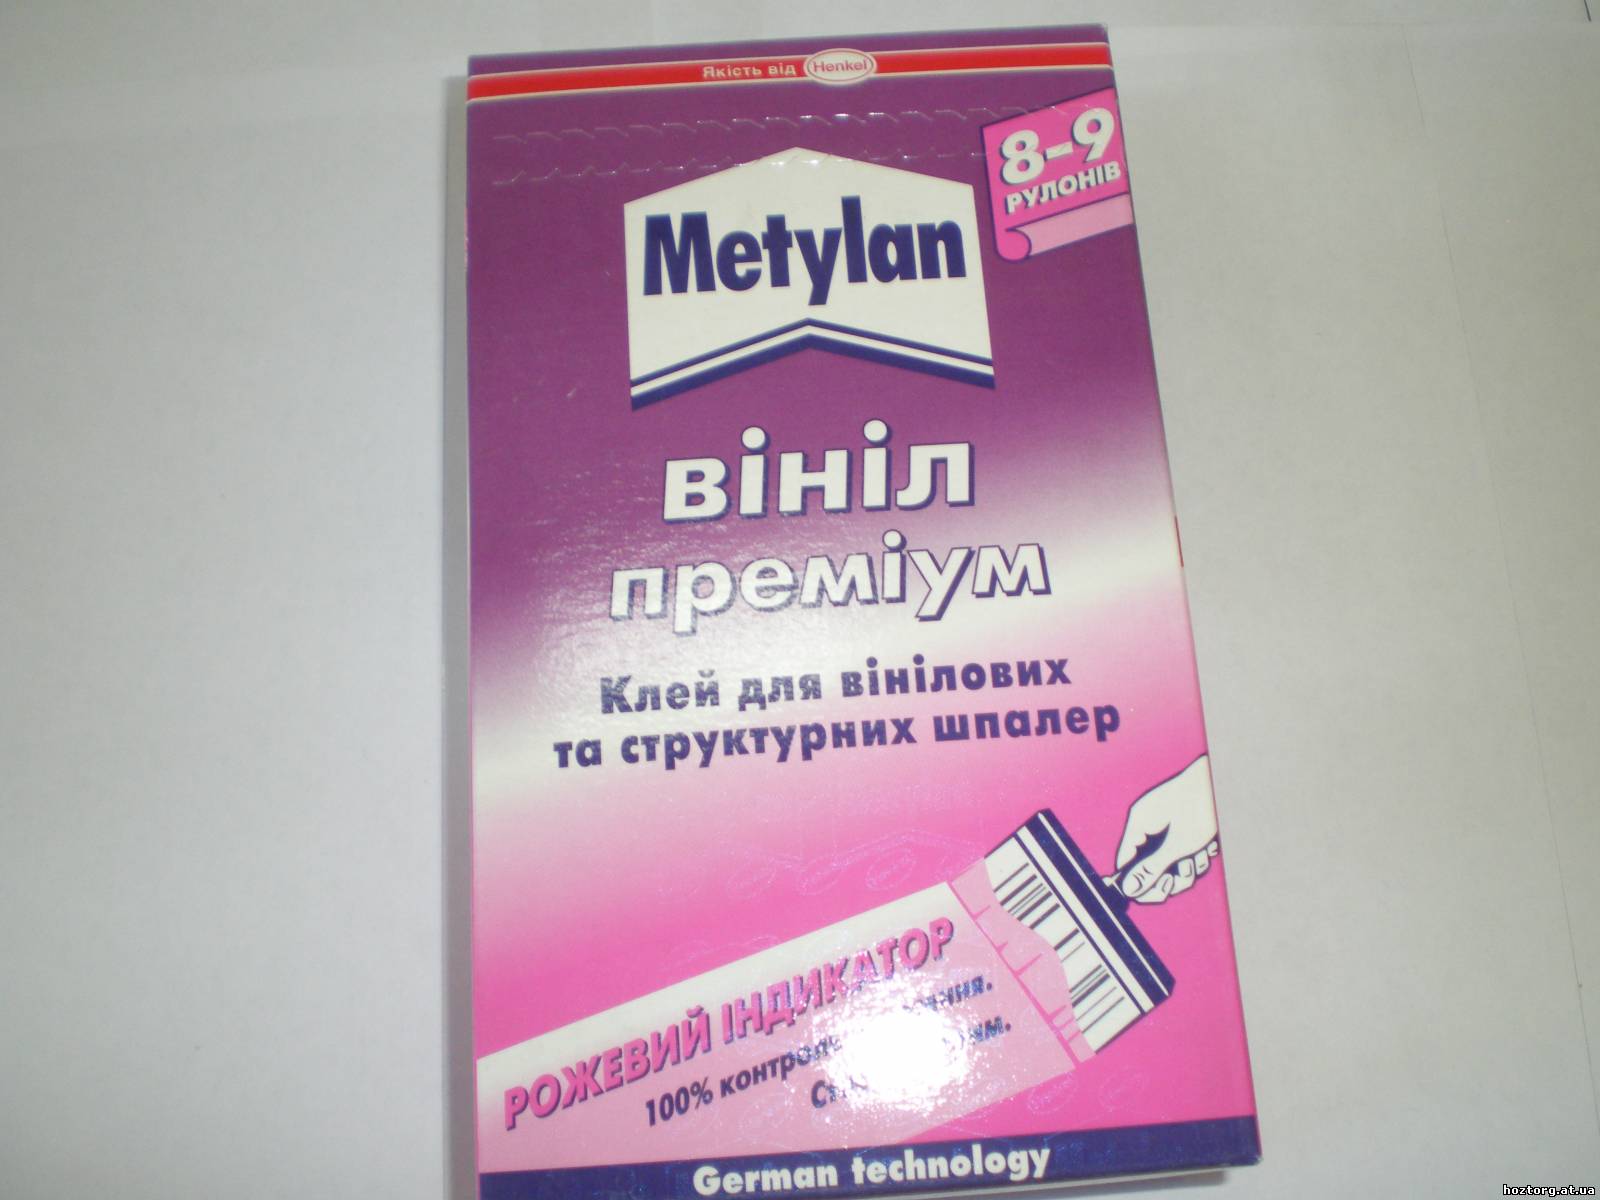 Якість від Henkel
8-9
РУЛОНІВ
Metylan
вініл
преміум
Клей для вінілових
та структурних шпалер
РОЖЕВИЙ ІНДИКАТОР
100%
German technology
hoztorg.at.ua